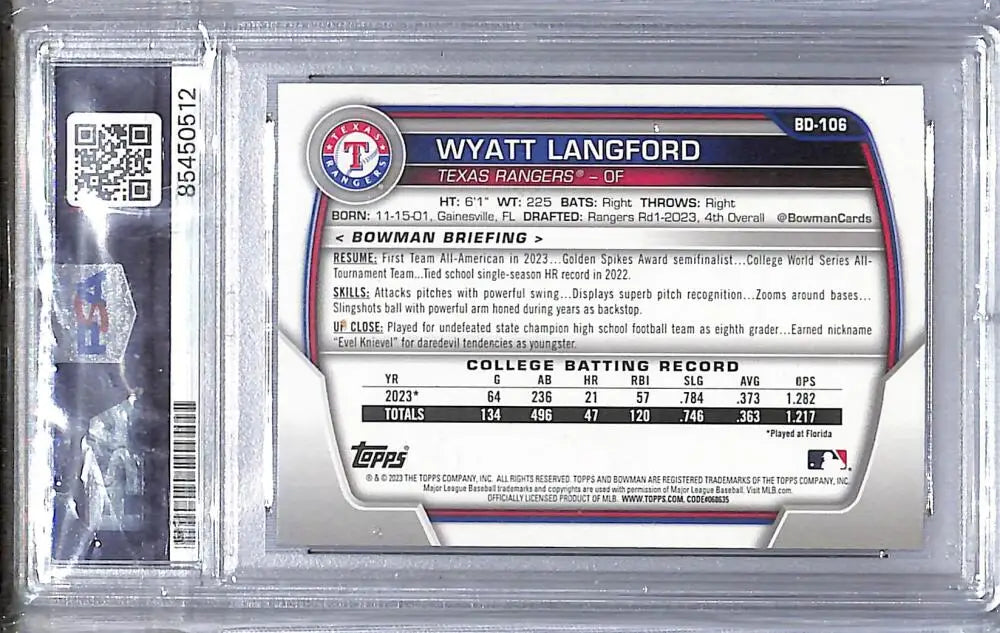 85450512
PSA
BD-106
TEXAS RANGERS
T
WYATT LANGFORD
TEXAS RANGERS® – OF
HT: 6'1" WT: 225 BATS: Right THROWS: Right
BORN: 11-15-01, Gainesville, FL DRAFTED: Rangers Rd1-2023, 4th Overall @BowmanCards
< BOWMAN BRIEFING >
RESUME: First Team All-American in 2023...Golden Spikes Award semifinalist...College World Series All-
Tournament Team...Tied school single-season HR record in 2022.
SKILLS: Attacks pitches with powerful swing...Displays superb pitch recognition...Zooms around bases...
Slingshots ball with powerful arm honed during years as backstop.
UP CLOSE: Played for undefeated state champion high school football team as eighth grader...Earned nickname
“Evel Knievel” for daredevil tendencies as youngster.
COLLEGE BATTING RECORD
YR G AB HR RBI SLG AVG OPS
2023* 64 236 21 57 .784 .373 1.282
TOTALS 134 496 47 120 .746 .363 1.217
*Played at Florida
Topps®
® & © 2023 THE TOPPS COMPANY, INC. ALL RIGHTS RESERVED. TOPPS AND BOWMAN ARE REGISTERED TRADEMARKS OF THE TOPPS COMPANY, INC.
Major League Baseball trademarks and copyrights are used with permission of Major League Baseball. Visit MLB.com.
OFFICIALLY LICENSED PRODUCT OF MLB. WWW.TOPPS.COM. CODE#068635